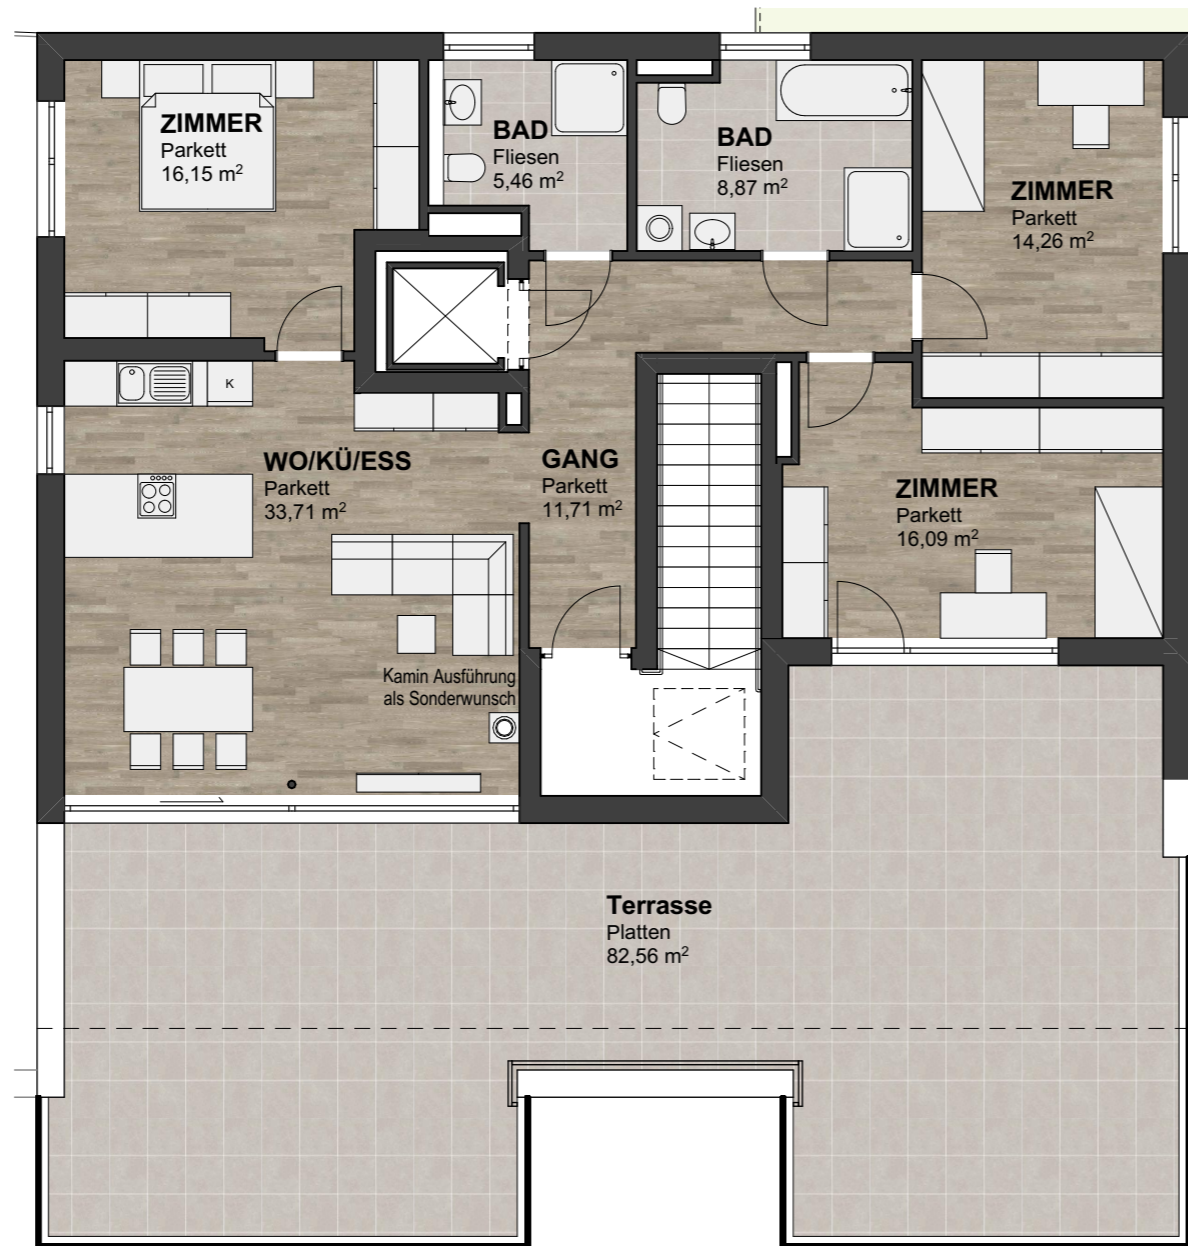 ZIMMER
Parkett
16,15 m²
BAD
Fliesen
5,46 m²
BAD
Fliesen
8,87 m²
ZIMMER
Parkett
14,26 m²
K
WO/KÜ/ESS
Parkett
33,71 m²
GANG
Parkett
11,71 m²
ZIMMER
Parkett
16,09 m²
Kamin Ausführung
als Sonderwunsch
Terrasse
Platten
82,56 m²